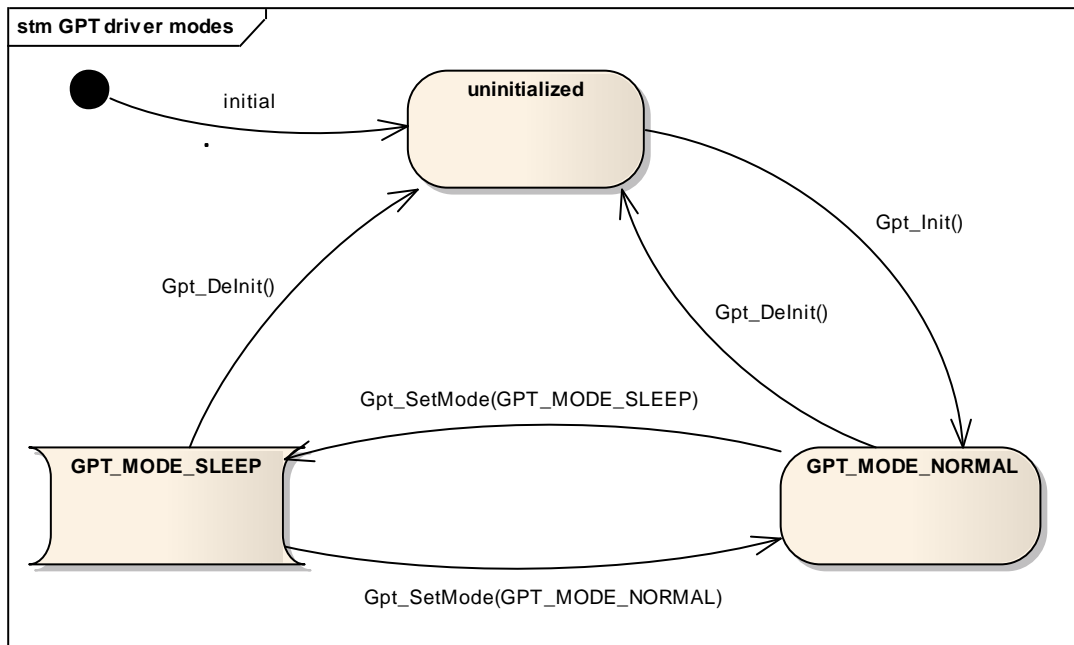 stm GPT driver modes
uninitialized
initial
Gpt_Init()
Gpt_DeInit()
Gpt_DeInit()
Gpt_SetMode(GPT_MODE_SLEEP)
GPT_MODE_SLEEP
GPT_MODE_NORMAL
Gpt_SetMode(GPT_MODE_NORMAL)